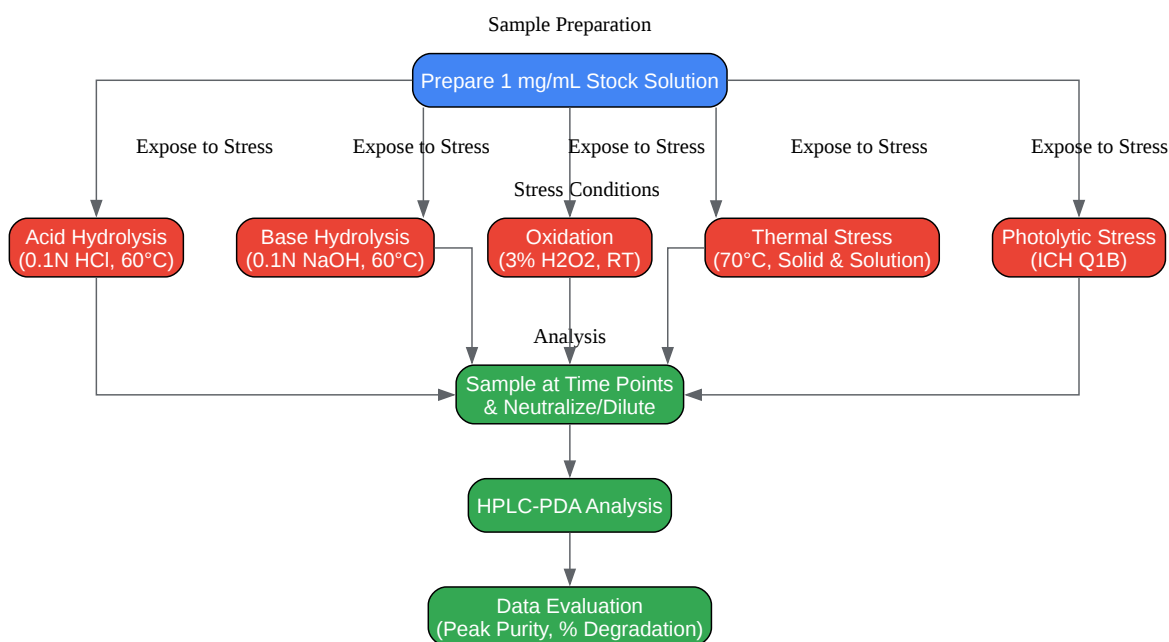 Sample Preparation
Prepare 1 mg/mL Stock Solution
Expose to Stress
Expose to Stress
Expose to Stress
Expose to Stress
Expose to Stress
Stress Conditions
Acid Hydrolysis
(0.1N HCl, 60°C)
Base Hydrolysis
(0.1N NaOH, 60°C)
Oxidation
(3% H2O2, RT)
Thermal Stress
(70°C, Solid & Solution)
Photolytic Stress
(ICH Q1B)
Analysis
Sample at Time Points
& Neutralize/Dilute
HPLC-PDA Analysis
Data Evaluation
(Peak Purity, % Degradation)